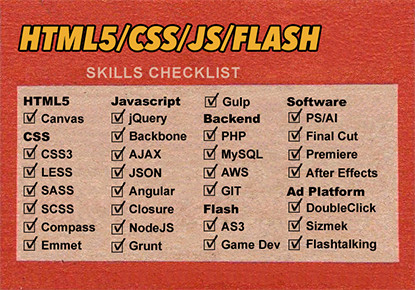 HTML5/CSS/JS/FLASH
SKILLS CHECKLIST
HTML5
Canvas
CSS
CSS3
LESS
SASS
SCSS
Compass
Emmet
Javascript
jQuery
Backbone
AJAX
JSON
Angular
Closure
NodeJS
Grunt
Gulp
Backend
PHP
MySQL
AWS
GIT
Flash
AS3
Game Dev
Software
PS/AI
Final Cut
Premiere
After Effects
Ad Platform
DoubleClick
Sizmek
Flashtalking